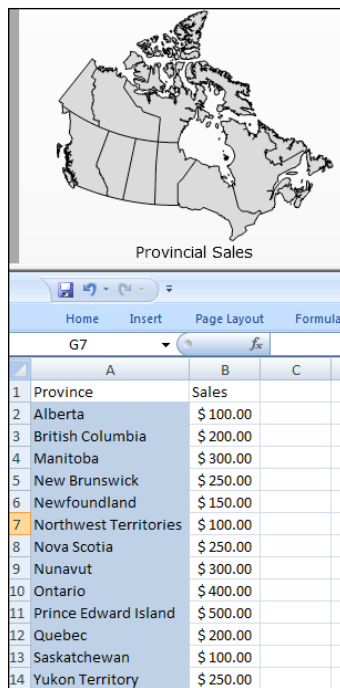 Provincial Sales
Home Insert Page Layout Formula
G7 fx
A B C
1 Province Sales
2 Alberta $ 100.00
3 British Columbia $ 200.00
4 Manitoba $ 300.00
5 New Brunswick $ 250.00
6 Newfoundland $ 150.00
7 Northwest Territories $ 100.00
8 Nova Scotia $ 250.00
9 Nunavut $ 300.00
10 Ontario $ 400.00
11 Prince Edward Island $ 500.00
12 Quebec $ 200.00
13 Saskatchewan $ 100.00
14 Yukon Territory $ 250.00